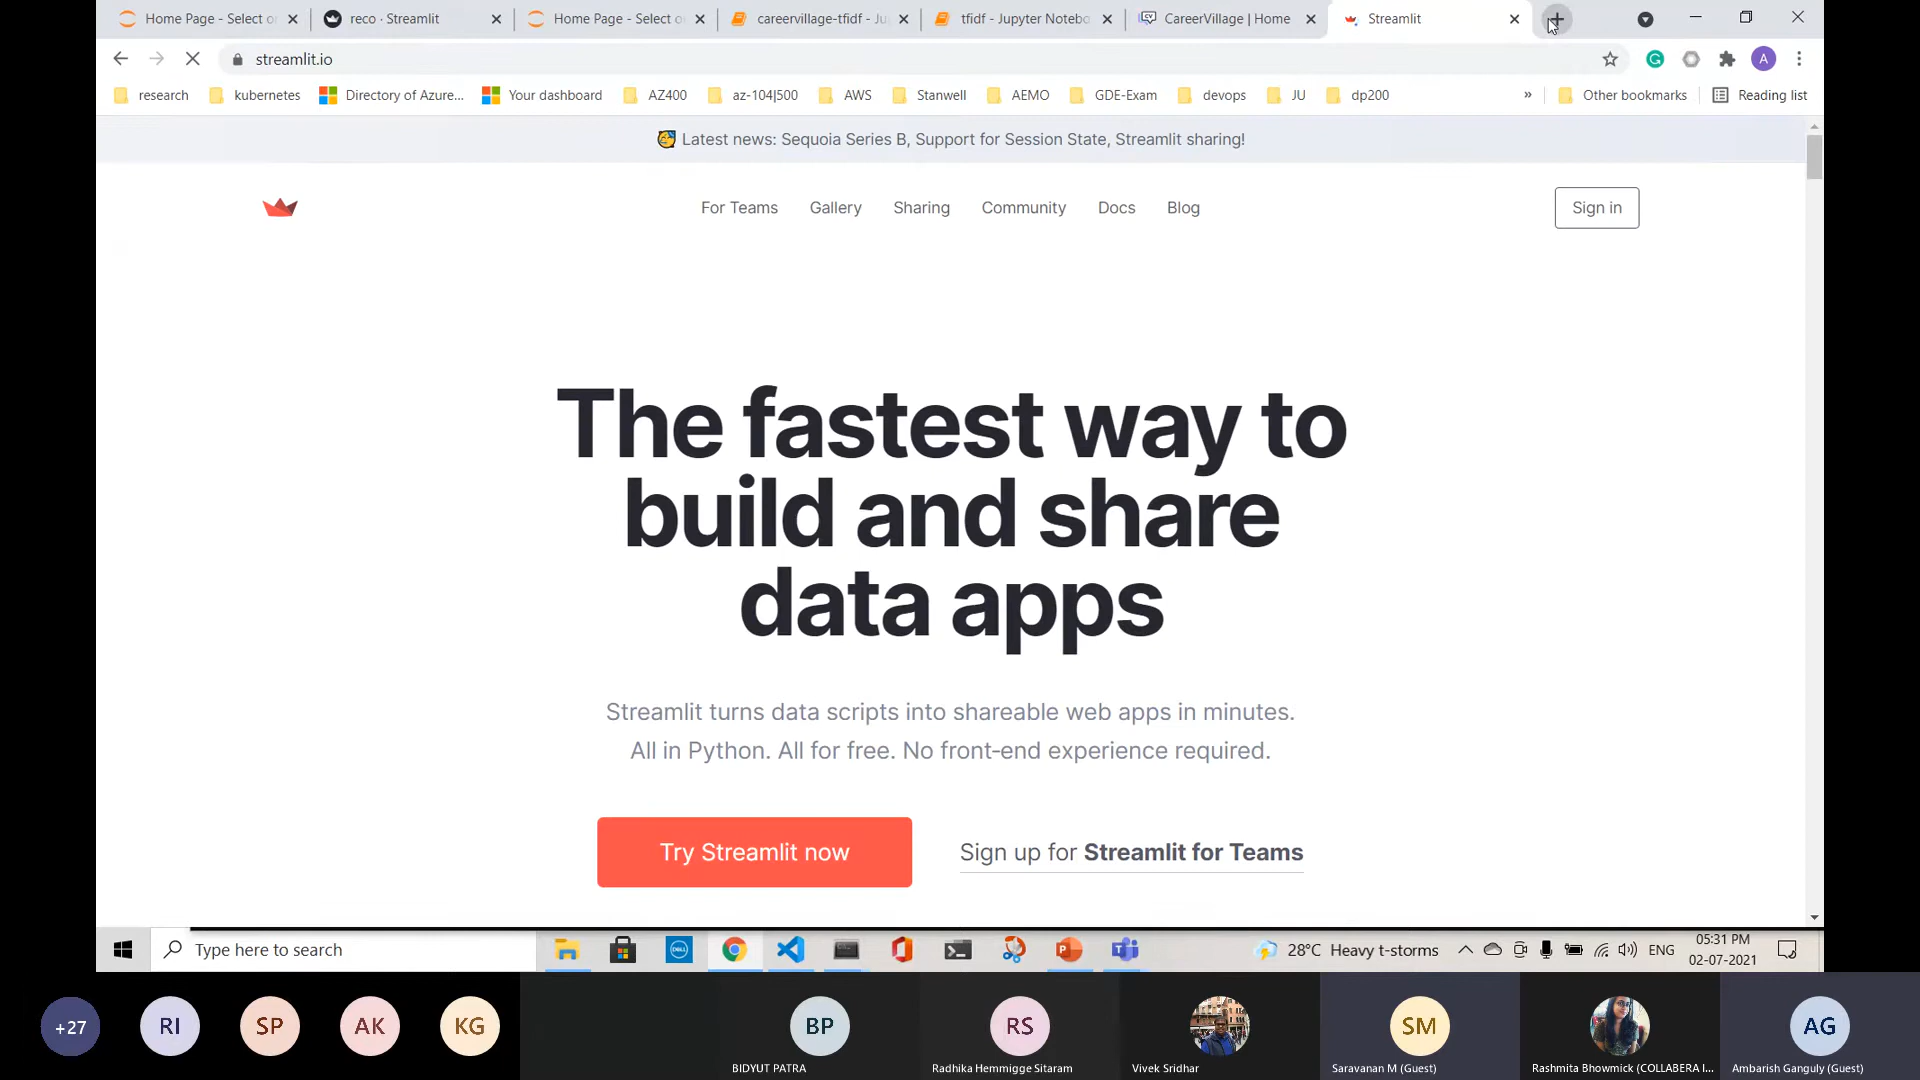 Home Page - Select or
reco · Streamlit
Home Page - Select o
careervillage-tfidf - Ju
tfidf - Jupyter Notebo
CareerVillage | Home
Streamlit
streamlit.io
A
research
kubernetes
Directory of Azure...
Your dashboard
AZ400
az-104|500
AWS
Stanwell
AEMO
GDE-Exam
devops
JU
dp200
»
Other bookmarks
Reading list
Latest news: Sequoia Series B, Support for Session State, Streamlit sharing!
For Teams
Gallery
Sharing
Community
Docs
Blog
Sign in
The fastest way to
build and share
data apps
Streamlit turns data scripts into shareable web apps in minutes.
All in Python. All for free. No front-end experience required.
Try Streamlit now
Sign up for Streamlit for Teams
Type here to search
DELL
28°C Heavy t-storms
ENG
05:31 PM
02-07-2021
+27
RI
SP
AK
KG
BP
BIDYUT PATRA
RS
Radhika Hemmigge Sitaram
Vivek Sridhar
SM
Saravanan M (Guest)
Rashmita Bhowmick (COLLABERA I...
AG
Ambarish Ganguly (Guest)